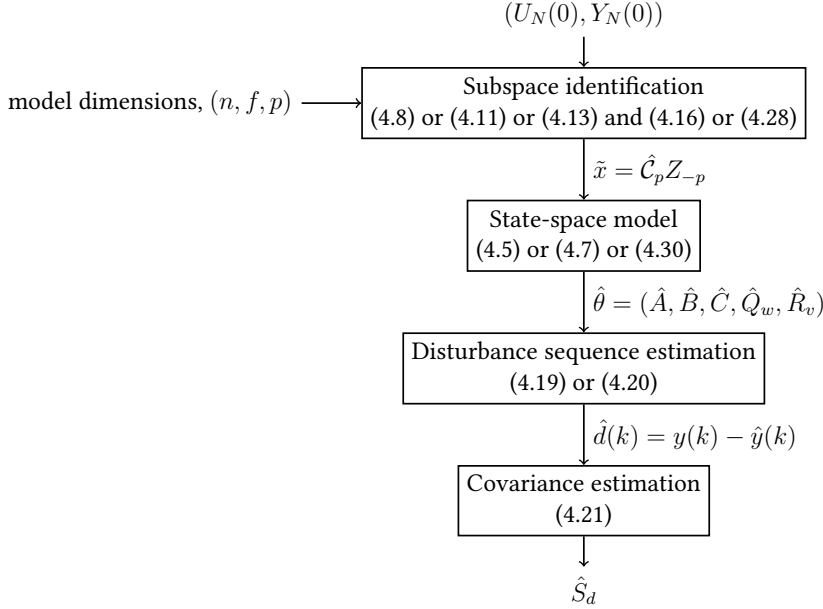 (U_N(0), Y_N(0))
Subspace identification
model dimensions, (n, f, p)
(4.8) or (4.11) or (4.13) and (4.16) or (4.28)
x̃ = Ĉ_p Z_{−p}
State-space model
(4.5) or (4.7) or (4.30)
θ̂ = (Â, B̂, Ĉ, Q̂_w, R̂_v)
Disturbance sequence estimation
(4.19) or (4.20)
d̂(k) = y(k) − ŷ(k)
Covariance estimation
(4.21)
Ŝ_d